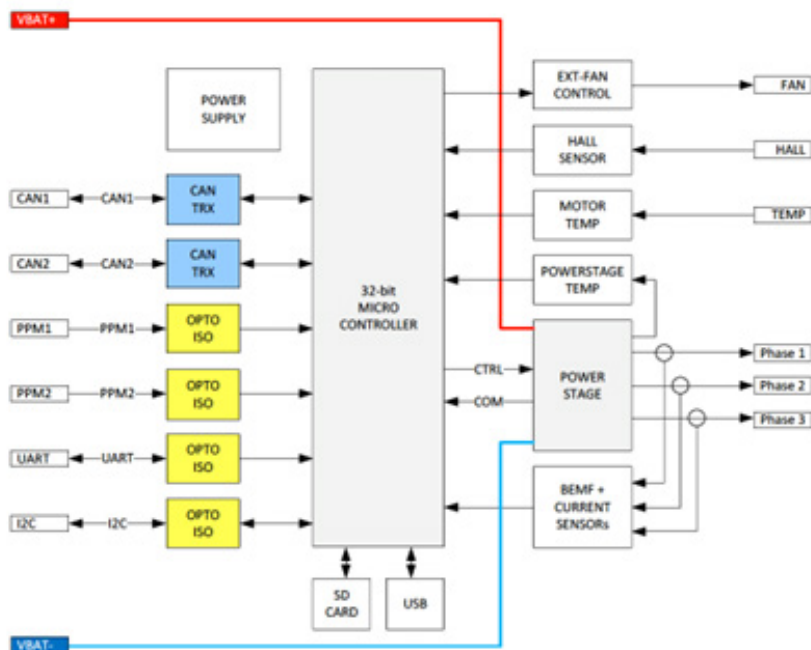 VBAT+
POWER
SUPPLY
EXT-FAN
CONTROL
FAN
HALL
SENSOR
HALL
CAN1
CAN1
CAN
TRX
MOTOR
TEMP
TEMP
CAN2
CAN2
CAN
TRX
32-bit
MICRO
CONTROLLER
POWERSTAGE
TEMP
PPM1
PPM1
OPTO
ISO
CTRL
POWER
STAGE
Phase 1
PPM2
PPM2
OPTO
ISO
COM
Phase 2
Phase 3
UART
UART
OPTO
ISO
BEMF +
CURRENT
SENSORs
I2C
I2C
OPTO
ISO
SD
CARD
USB
VBAT-